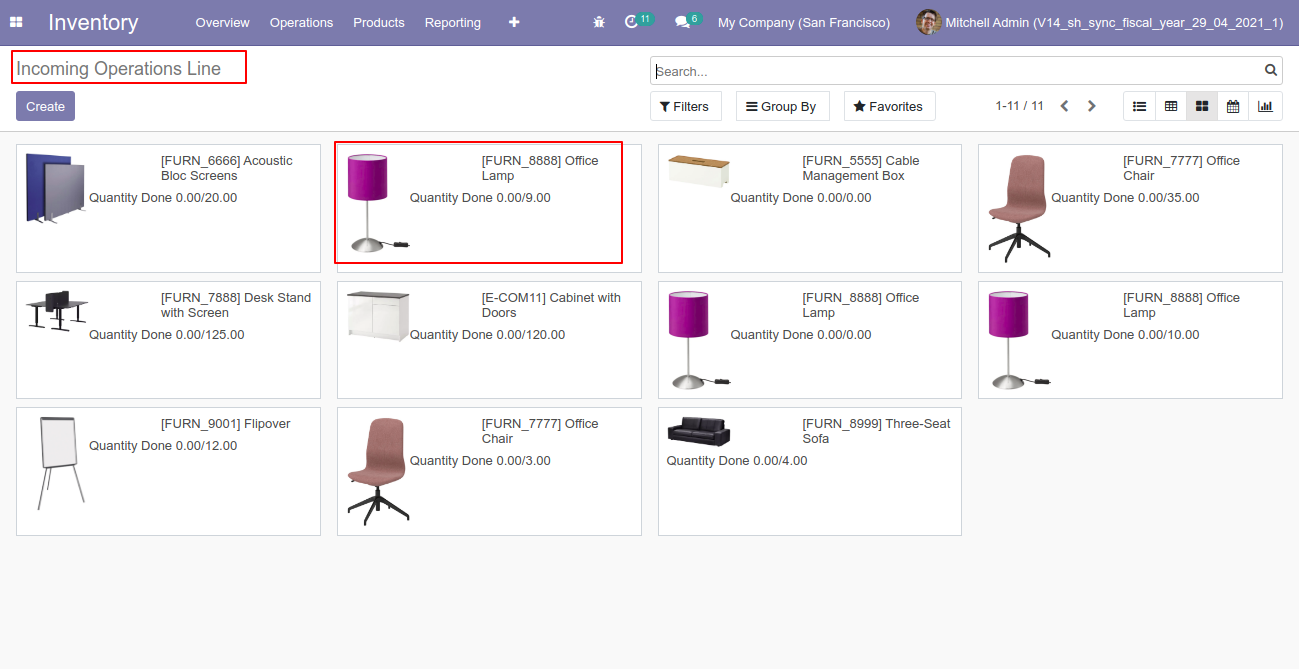 Inventory Overview Operations Products Reporting + 11 6 My Company (San Francisco) Mitchell Admin (V14_sh_sync_fiscal_year_29_04_2021_1)
Incoming Operations Line
Search...
Create
Filters Group By Favorites 1-11 / 11
[FURN_6666] Acoustic
Bloc Screens
Quantity Done 0.00/20.00
[FURN_8888] Office
Lamp
Quantity Done 0.00/9.00
[FURN_5555] Cable
Management Box
Quantity Done 0.00/0.00
[FURN_7777] Office
Chair
Quantity Done 0.00/35.00
[FURN_7888] Desk Stand
with Screen
Quantity Done 0.00/125.00
[E-COM11] Cabinet with
Doors
Quantity Done 0.00/120.00
[FURN_8888] Office
Lamp
Quantity Done 0.00/0.00
[FURN_8888] Office
Lamp
Quantity Done 0.00/10.00
[FURN_9001] Flipover
Quantity Done 0.00/12.00
[FURN_7777] Office
Chair
Quantity Done 0.00/3.00
[FURN_8999] Three-Seat
Sofa
Quantity Done 0.00/4.00